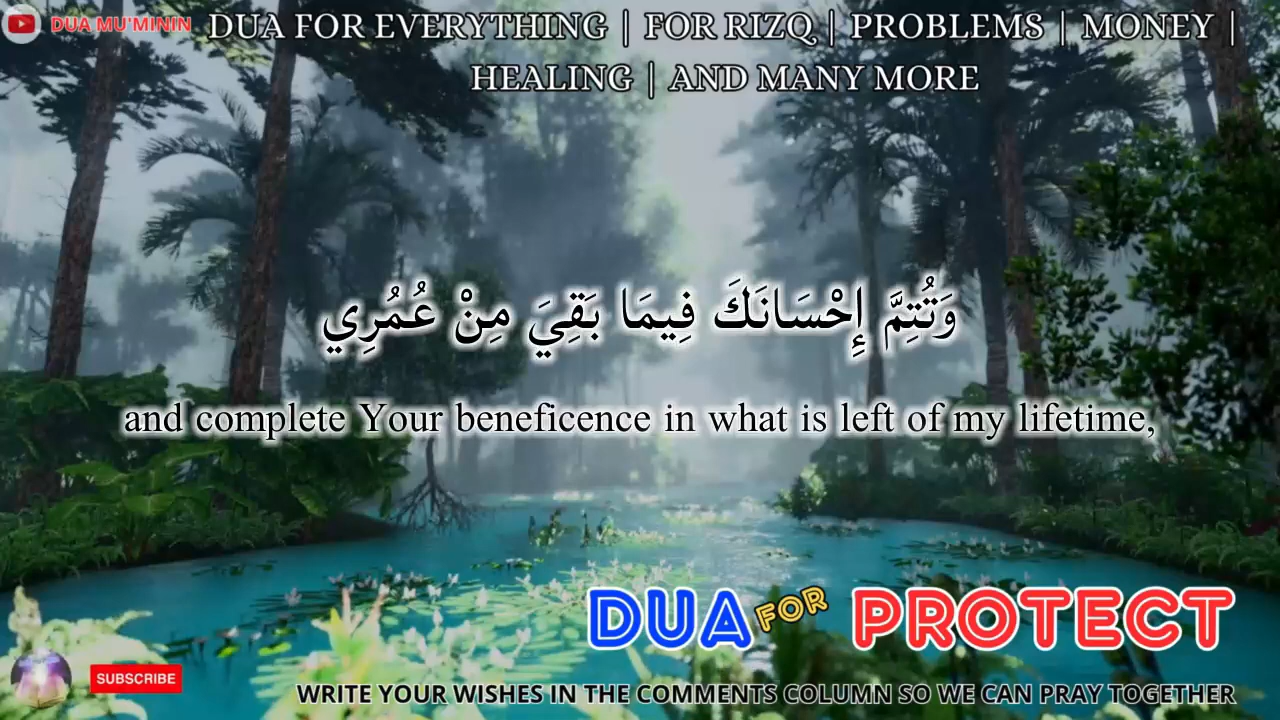 DUA MU'MININ
DUA FOR EVERYTHING | FOR RIZQ | PROBLEMS | MONEY |
HEALING | AND MANY MORE
وَتُتِمَّ إِحْسَانَكَ فِيمَا بَقِيَ مِنْ عُمُرِي
and complete Your beneficence in what is left of my lifetime,
DUA FOR PROTECT
SUBSCRIBE
WRITE YOUR WISHES IN THE COMMENTS COLUMN SO WE CAN PRAY TOGETHER